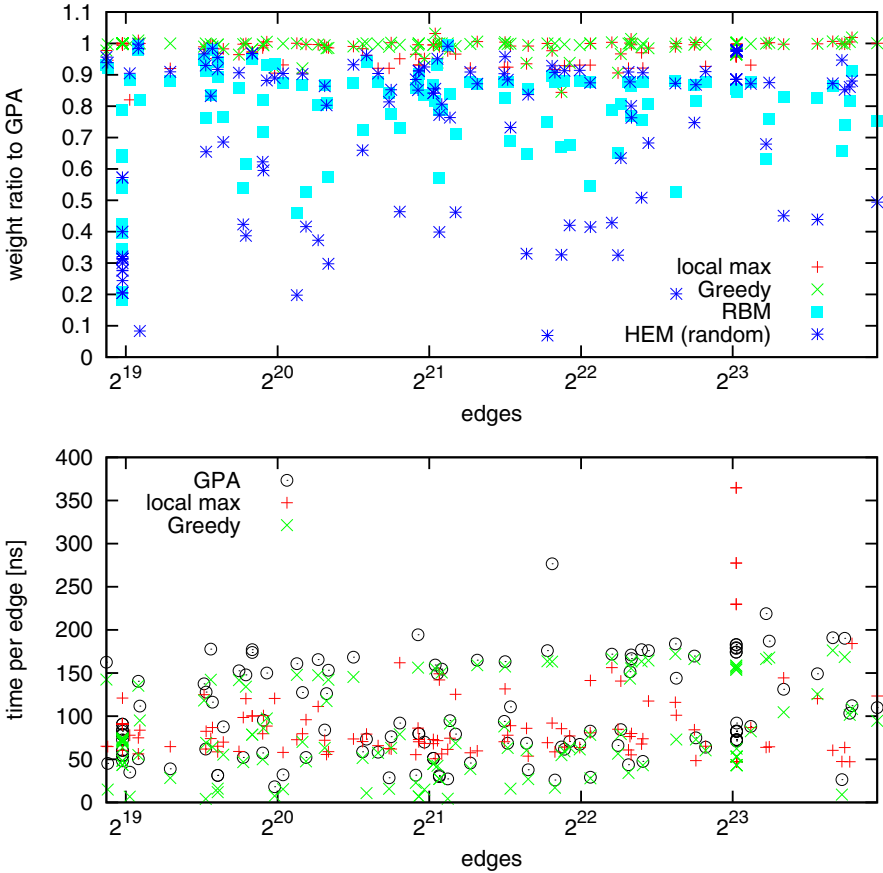 1.1
1
0.9
0.8
0.7
0.6
0.5
0.4
0.3
0.2
0.1
0
weight ratio to GPA
local max
Greedy
RBM
HEM (random)
2^19 2^20 2^21 2^22 2^23
edges
400
350
300
250
200
150
100
50
0
time per edge [ns]
GPA
local max
Greedy
2^19 2^20 2^21 2^22 2^23
edges